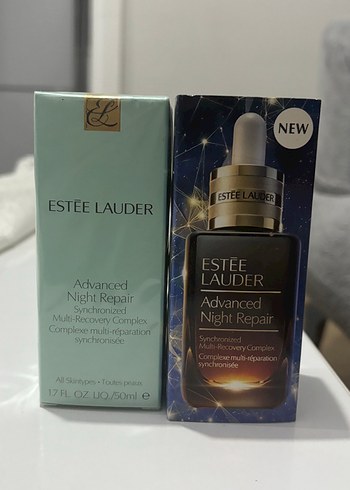 EL
ESTĒE LAUDER
Advanced
Night Repair
Synchronized
Multi-Recovery Complex
Complexe multi-réparation
synchronisée
All Skintypes • Toutes peaux
1.7 FL. OZ. LIQ./50ml e
NEW
ESTĒE LAUDER
ESTĒE
LAUDER
Advanced
Night Repair
Synchronized
Multi-Recovery Complex
Complexe multi-réparation
synchronisée